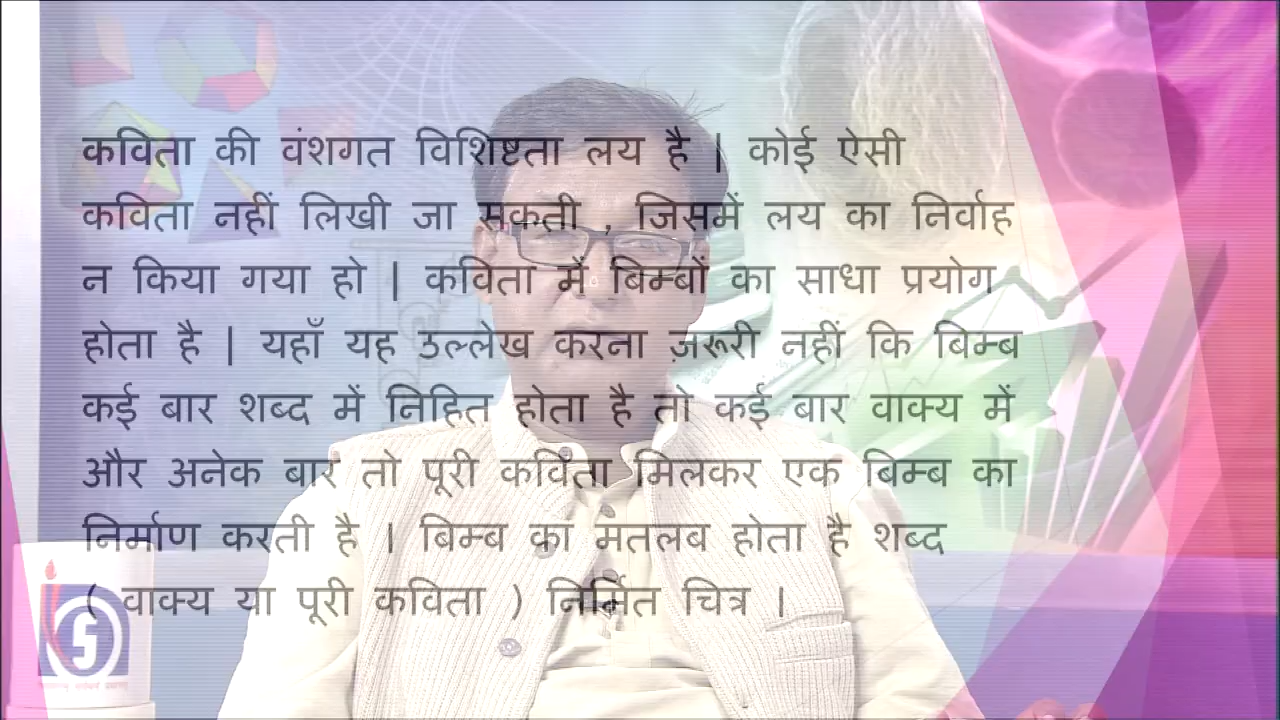 कविता की वंशगत विशिष्टता लय है | कोई ऐसी
कविता नहीं लिखी जा सकती , जिसमें लय का निर्वाह
न किया गया हो | कविता में बिम्बों का साधा प्रयोग
होता है | यहाँ यह उल्लेख करना ज़रूरी नहीं कि बिम्ब
कई बार शब्द में निहित होता है तो कई बार वाक्य में
और अनेक बार तो पूरी कविता मिलकर एक बिम्ब का
निर्माण करती है । बिम्ब का मतलब होता है शब्द
( वाक्य या पूरी कविता ) निर्मित चित्र ।